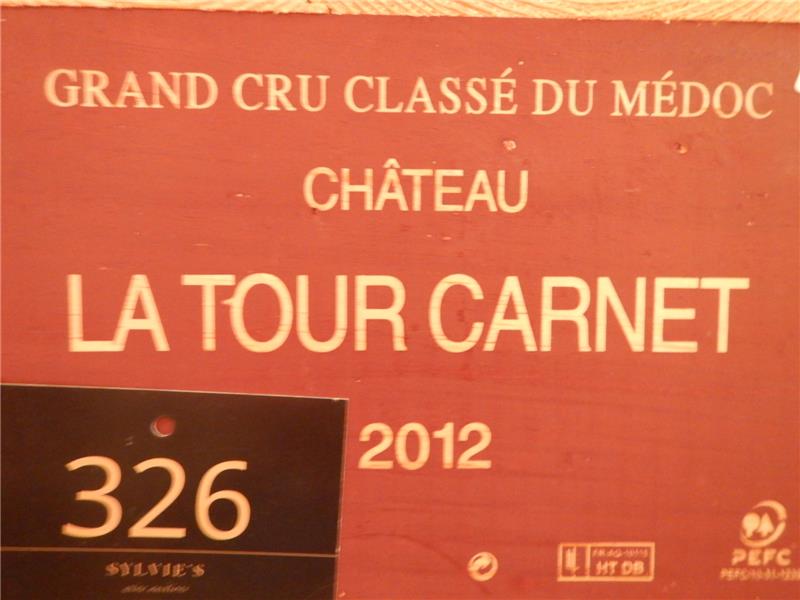 GRAND CRU CLASSÉ DU MÉDOC
CHÂTEAU
LA TOUR CARNET
2012
326
SYLVIE'S
HT DB
PEFC